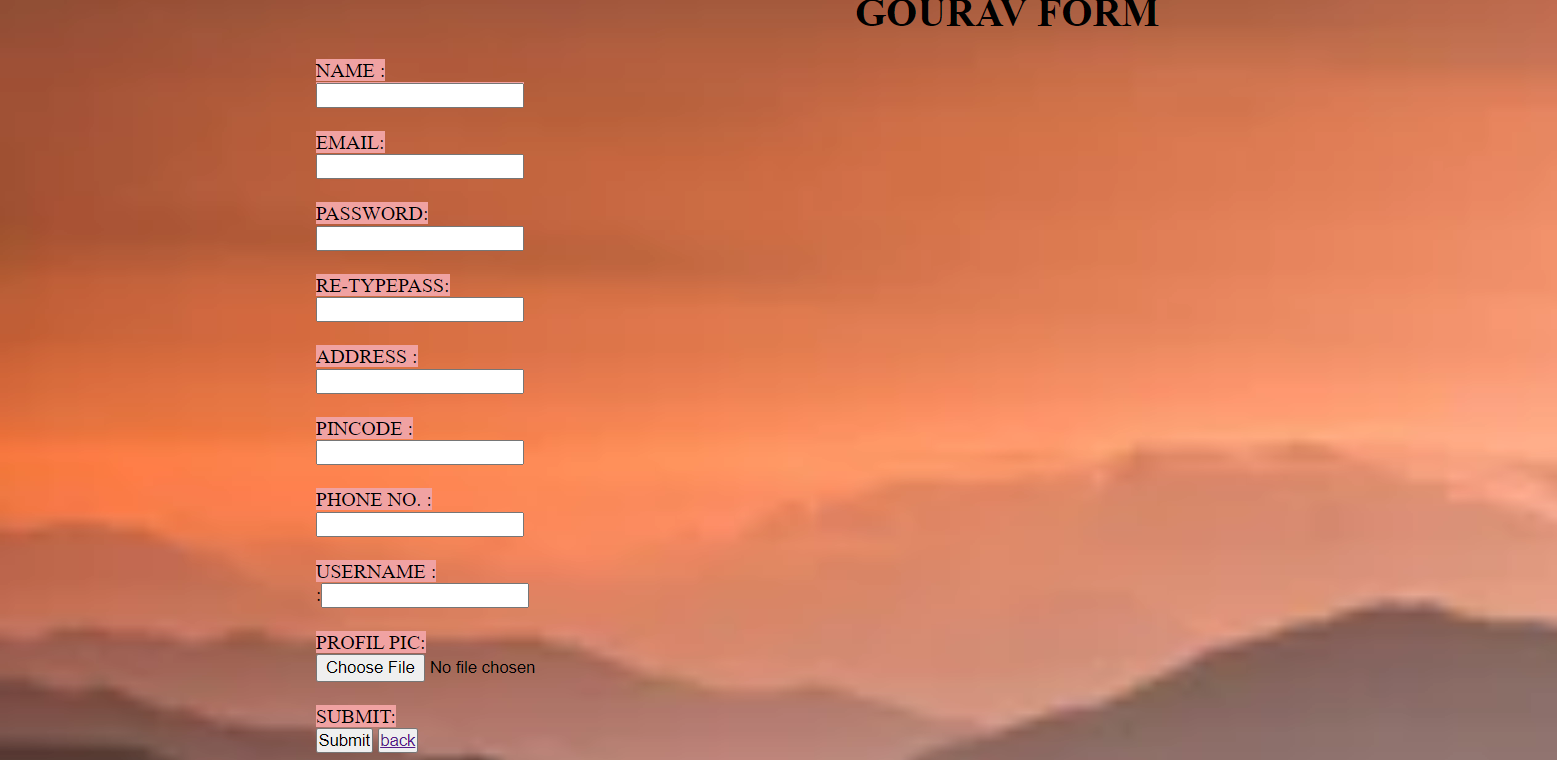 GOURAV FORM
NAME :
EMAIL:
PASSWORD:
RE-TYPEPASS:
ADDRESS :
PINCODE :
PHONE NO. :
USERNAME :
:
PROFIL PIC:
Choose File No file chosen
SUBMIT:
Submit back